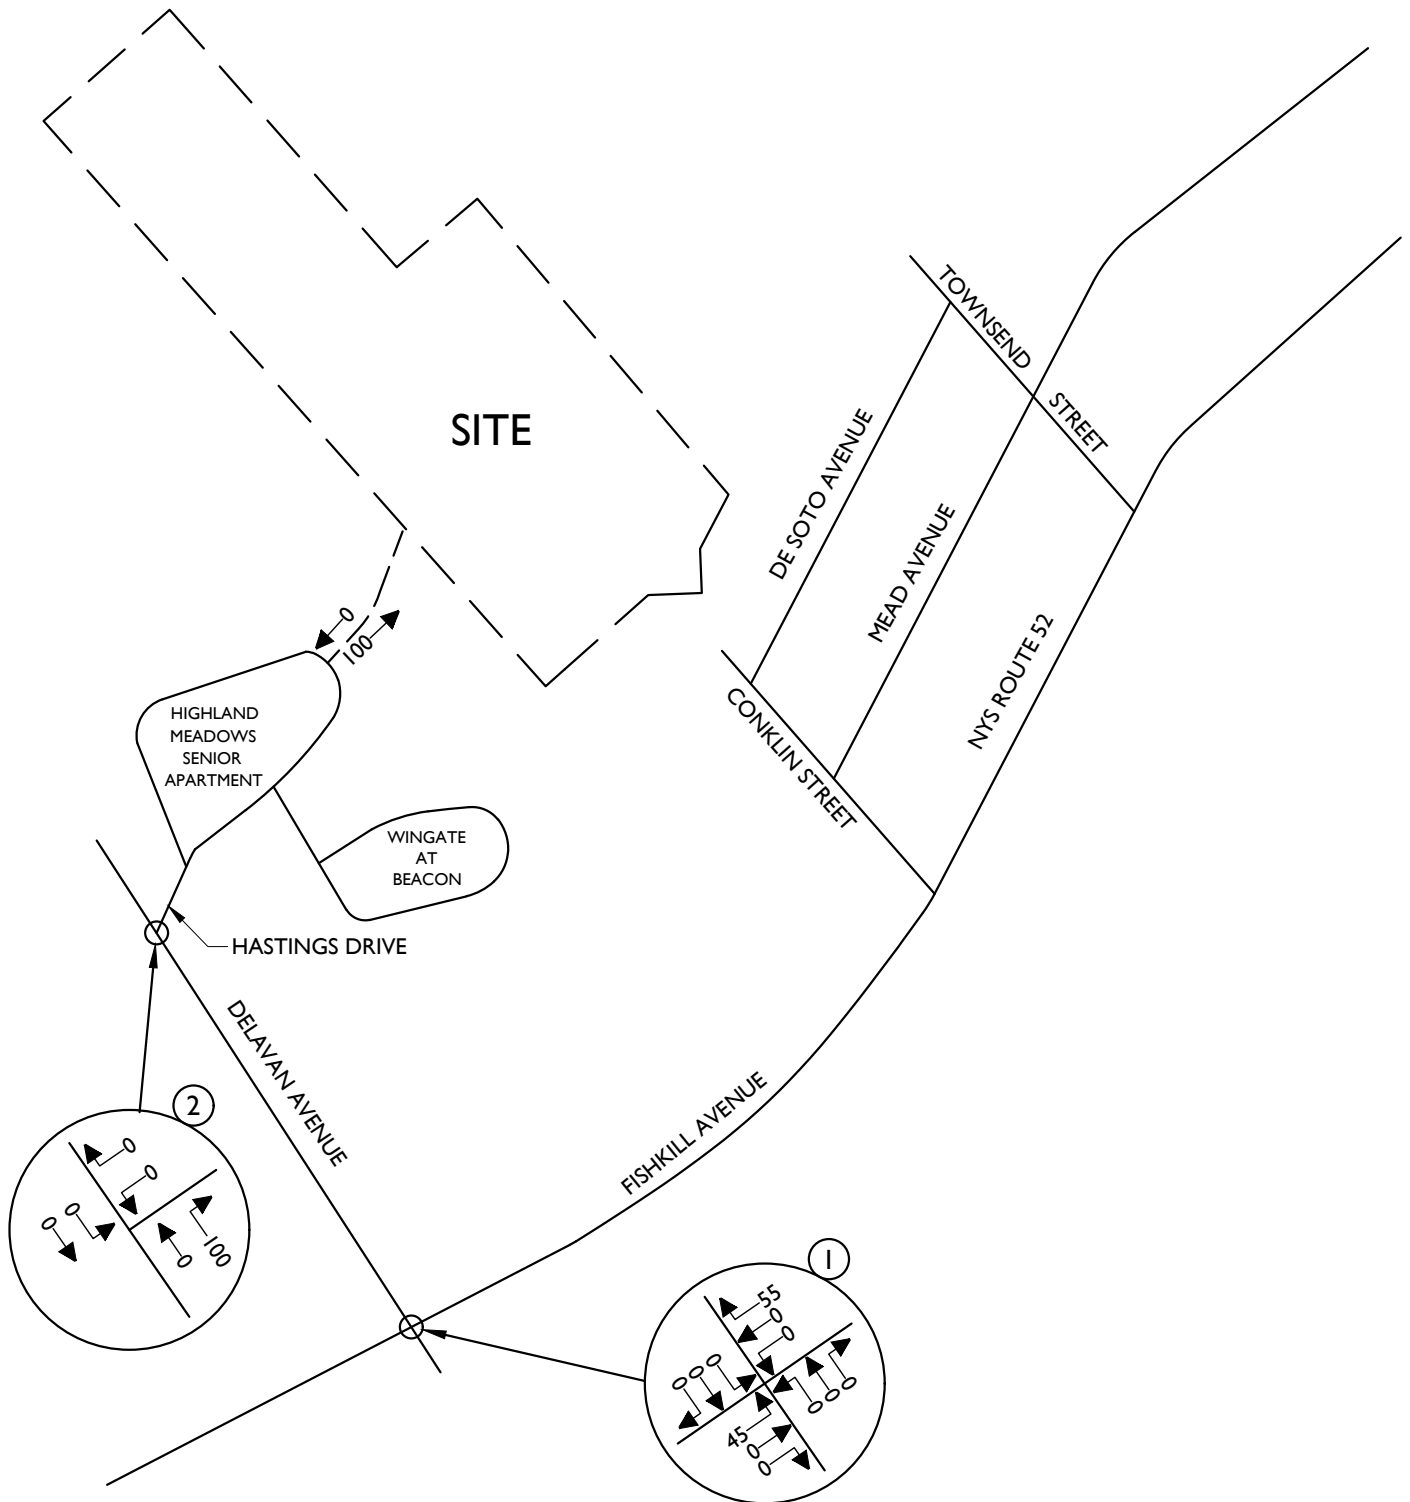 TOWNSEND
STREET
SITE
DE SOTO AVENUE
MEAD AVENUE
NYS ROUTE 52
0
100
HIGHLAND
MEADOWS
SENIOR
APARTMENT
CONKLIN STREET
WINGATE
AT
BEACON
HASTINGS DRIVE
DELAVAN AVENUE
FISHKILL AVENUE
2
0
0
0
0
0
100
1
55
0
0
0
0
0
0
0
0
45
0
0